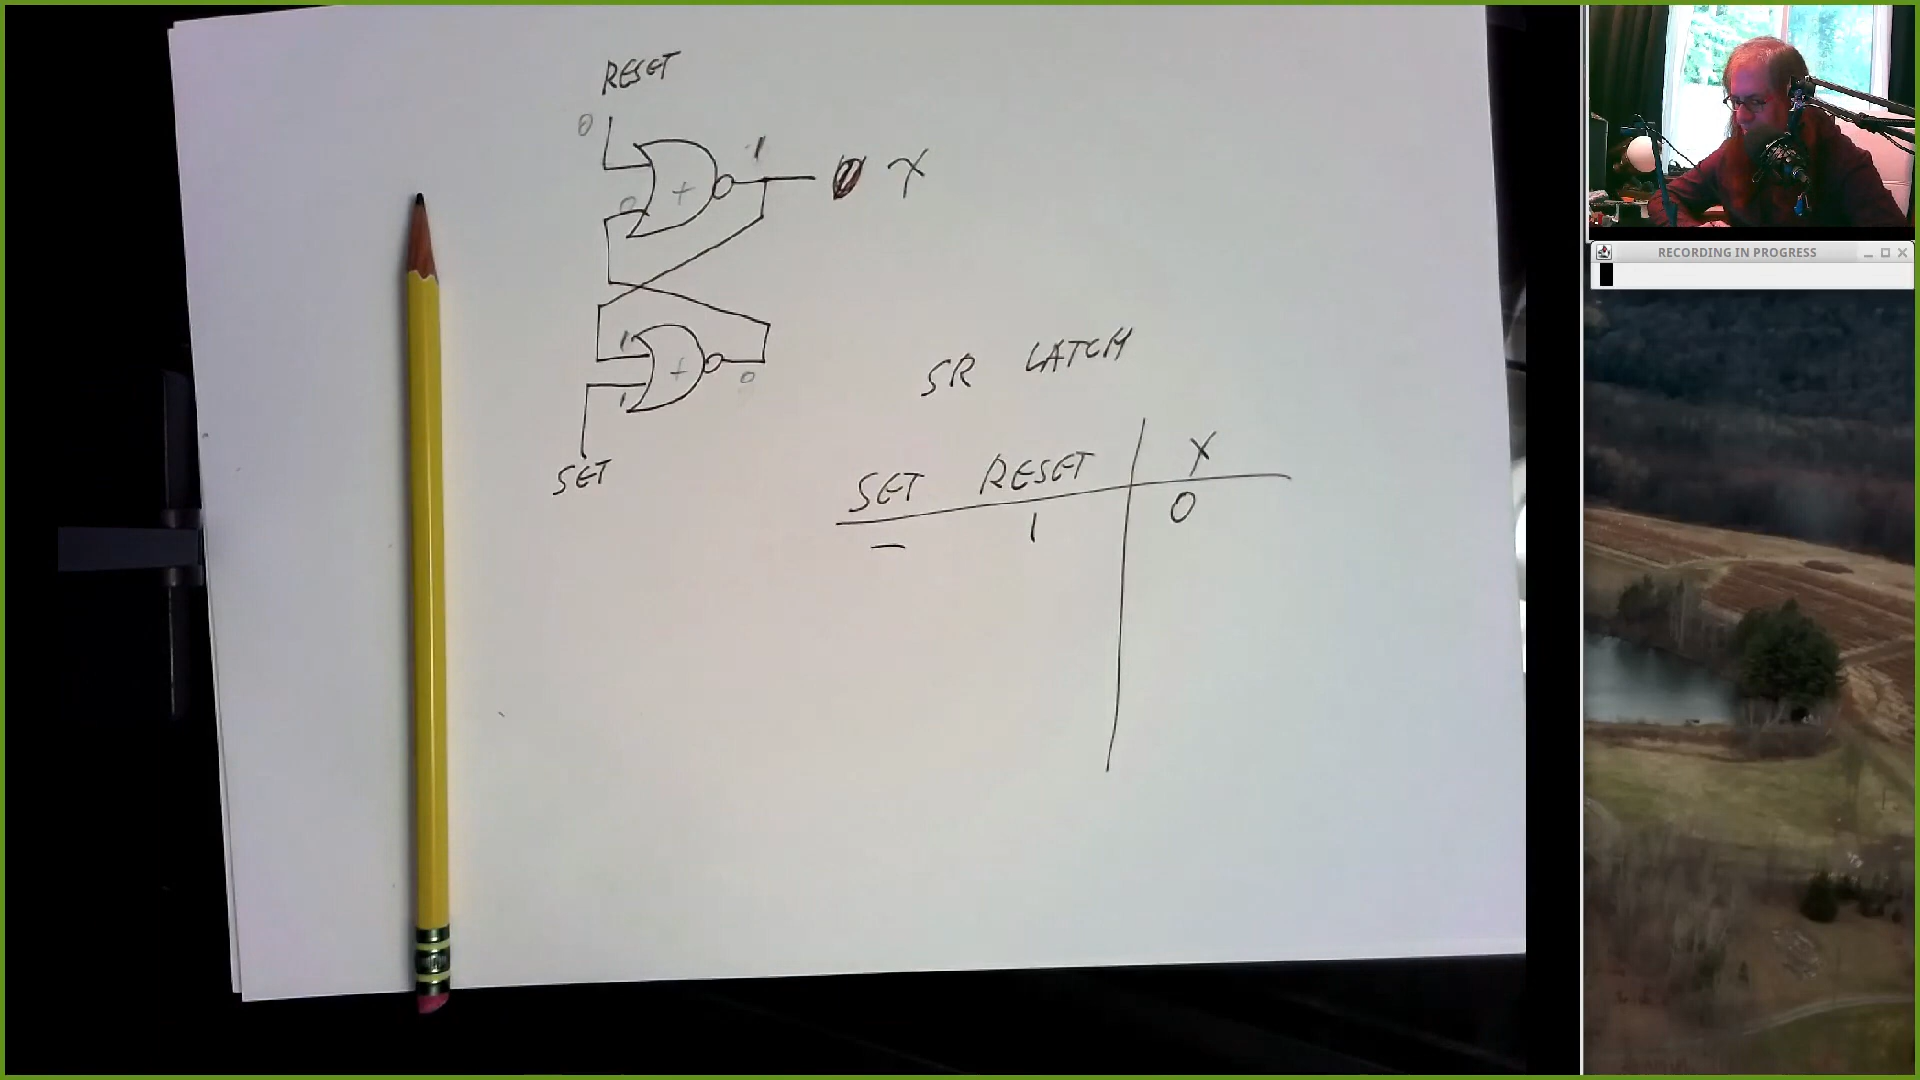 RESET
0
1
0
X
+
1
+
1
0
SET
SR LATCH
SET RESET X
– 1 0
RECORDING IN PROGRESS